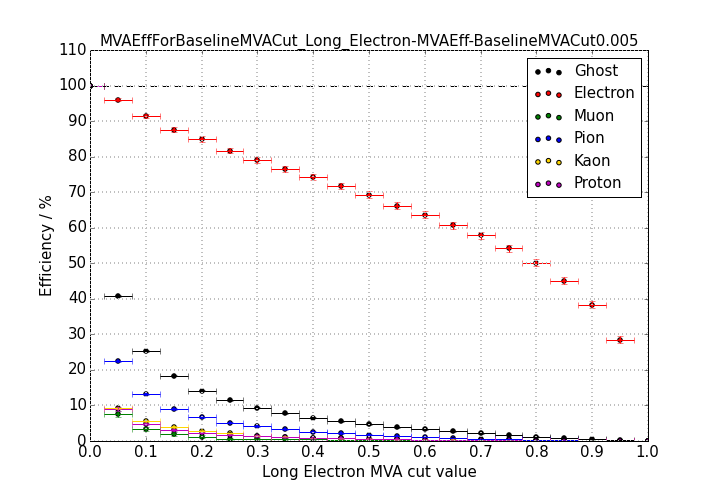 MVAEffForBaselineMVACut_Long_Electron-MVAEff-BaselineMVACut0.005
110
100
90
80
70
60
50
40
30
20
10
0
Efficiency / %
Ghost
Electron
Muon
Pion
Kaon
Proton
0.0 0.1 0.2 0.3 0.4 0.5 0.6 0.7 0.8 0.9 1.0
Long Electron MVA cut value